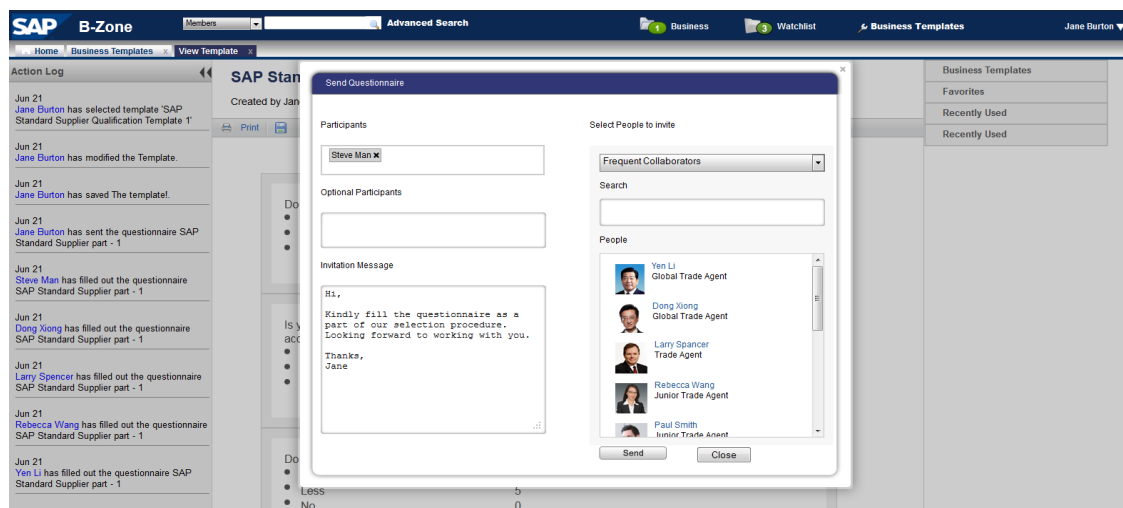 SAP B-Zone Members Advanced Search 1 Business 3 Watchlist Business Templates Jane Burton
Home Business Templates x View Template x
Action Log
Jun 21
Jane Burton has selected template 'SAP
Standard Supplier Qualification Template 1'
Jun 21
Jane Burton has modified the Template.
Jun 21
Jane Burton has saved The template!.
Jun 21
Jane Burton has sent the questionnaire SAP
Standard Supplier part - 1
Jun 21
Steve Man has filled out the questionnaire
SAP Standard Supplier part - 1
Jun 21
Dong Xiong has filled out the questionnaire
SAP Standard Supplier part - 1
Jun 21
Larry Spencer has filled out the questionnaire
SAP Standard Supplier part - 1
Jun 21
Rebecca Wang has filled out the questionnaire
SAP Standard Supplier part - 1
Jun 21
Yen Li has filled out the questionnaire SAP
Standard Supplier part - 1
SAP Stan
Created by Jan
Print
Do
Is y
acc
Do
Less 5
No 0
Send Questionnaire
x
Participants
Steve Man x
Optional Participants
Invitation Message
Hi,
Kindly fill the questionnaire as a
part of our selection procedure.
Looking forward to working with you.
Thanks,
Jane
Select People to invite
Frequent Collaborators
Search
People
Yen Li
Global Trade Agent
Dong Xiong
Global Trade Agent
Larry Spancer
Trade Agent
Rebecca Wang
Junior Trade Agent
Paul Smith
Junior Trade Agent
Send Close
Business Templates
Favorites
Recently Used
Recently Used